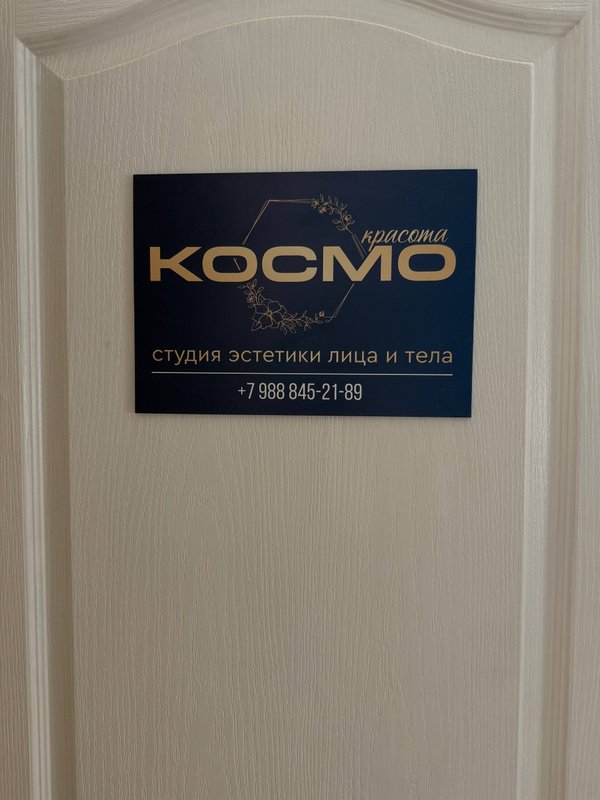 красота
КОСМО
студия эстетики лица и тела
+7 988 845-21-89